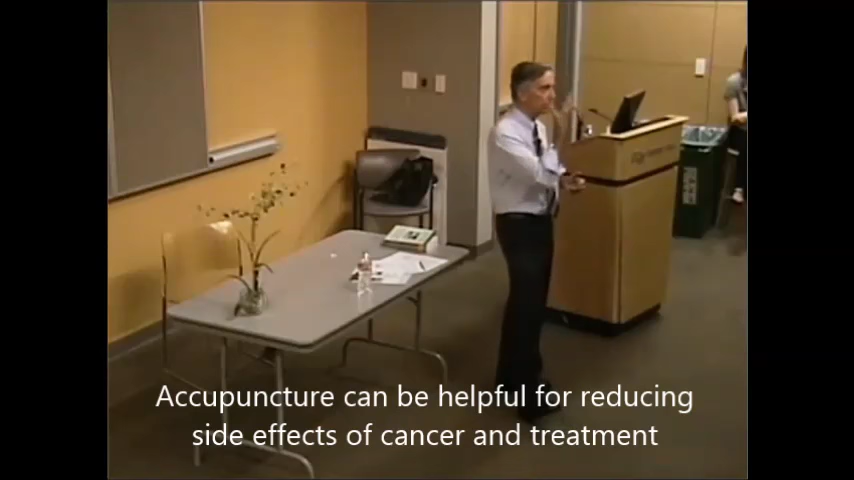 Accupuncture can be helpful for reducing
side effects of cancer and treatment